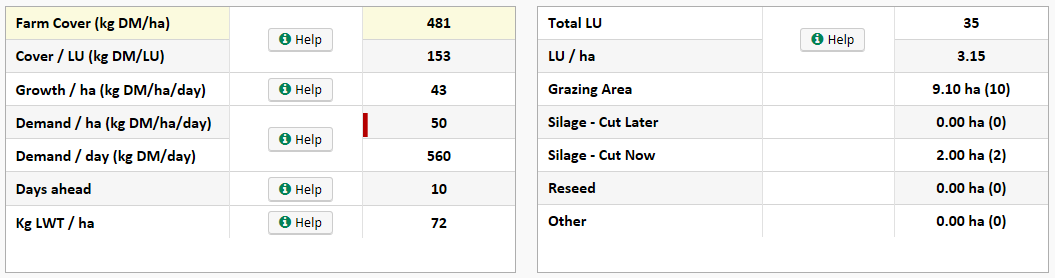 Farm Cover (kg DM/ha) Help 481
Cover / LU (kg DM/LU) 153
Growth / ha (kg DM/ha/day) Help 43
Demand / ha (kg DM/ha/day) Help 50
Demand / day (kg DM/day) 560
Days ahead Help 10
Kg LWT / ha Help 72
Total LU Help 35
LU / ha 3.15
Grazing Area 9.10 ha (10)
Silage - Cut Later 0.00 ha (0)
Silage - Cut Now 2.00 ha (2)
Reseed 0.00 ha (0)
Other 0.00 ha (0)